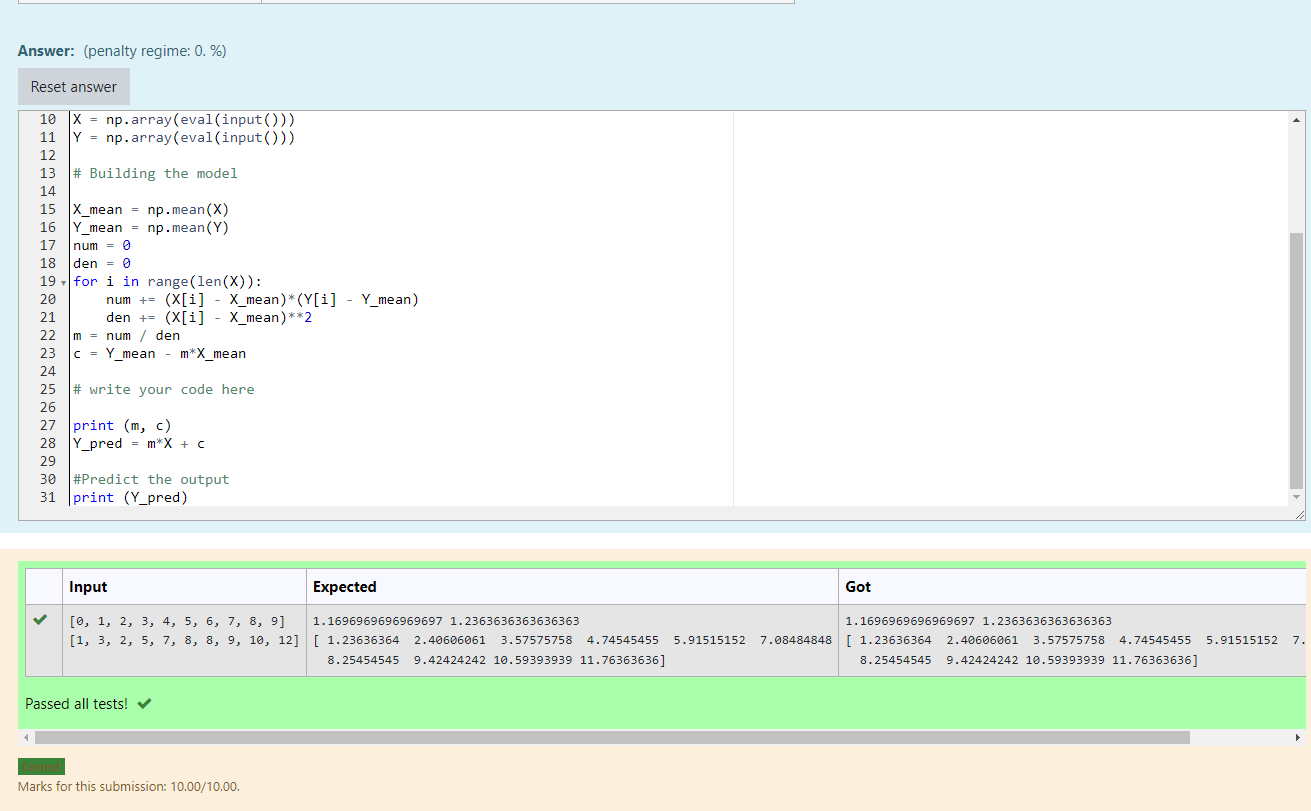 Answer: (penalty regime: 0. %)
Reset answer
10 X = np.array(eval(input()))
11 Y = np.array(eval(input()))
12
13 # Building the model
14
15 X_mean = np.mean(X)
16 Y_mean = np.mean(Y)
17 num = 0
18 den = 0
19 for i in range(len(X)):
20     num += (X[i] - X_mean)*(Y[i] - Y_mean)
21     den += (X[i] - X_mean)**2
22 m = num / den
23 c = Y_mean - m*X_mean
24
25 # write your code here
26
27 print (m, c)
28 Y_pred = m*X + c
29
30 #Predict the output
31 print (Y_pred)
Input Expected Got
[0, 1, 2, 3, 4, 5, 6, 7, 8, 9] 1.1696969696969697 1.2363636363636363 1.1696969696969697 1.2363636363636363
[1, 3, 2, 5, 7, 8, 8, 9, 10, 12] [ 1.23636364  2.40606061  3.57575758  4.74545455  5.91515152  7.08484848 [ 1.23636364  2.40606061  3.57575758  4.74545455  5.91515152  7.
8.25454545  9.42424242 10.59393939 11.76363636] 8.25454545  9.42424242 10.59393939 11.76363636]
Passed all tests!
Marks for this submission: 10.00/10.00.